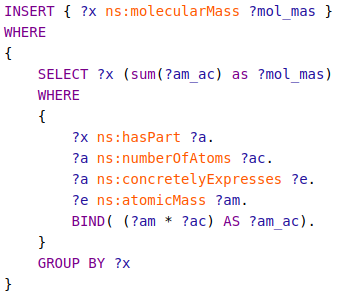 INSERT { ?x ns:molecularMass ?mol_mas }
WHERE
{
    SELECT ?x (sum(?am_ac) as ?mol_mas)
    WHERE
    {
        ?x ns:hasPart ?a.
        ?a ns:numberOfAtoms ?ac.
        ?a ns:concretelyExpresses ?e.
        ?e ns:atomicMass ?am.
        BIND( (?am * ?ac) AS ?am_ac).
    }
    GROUP BY ?x
}